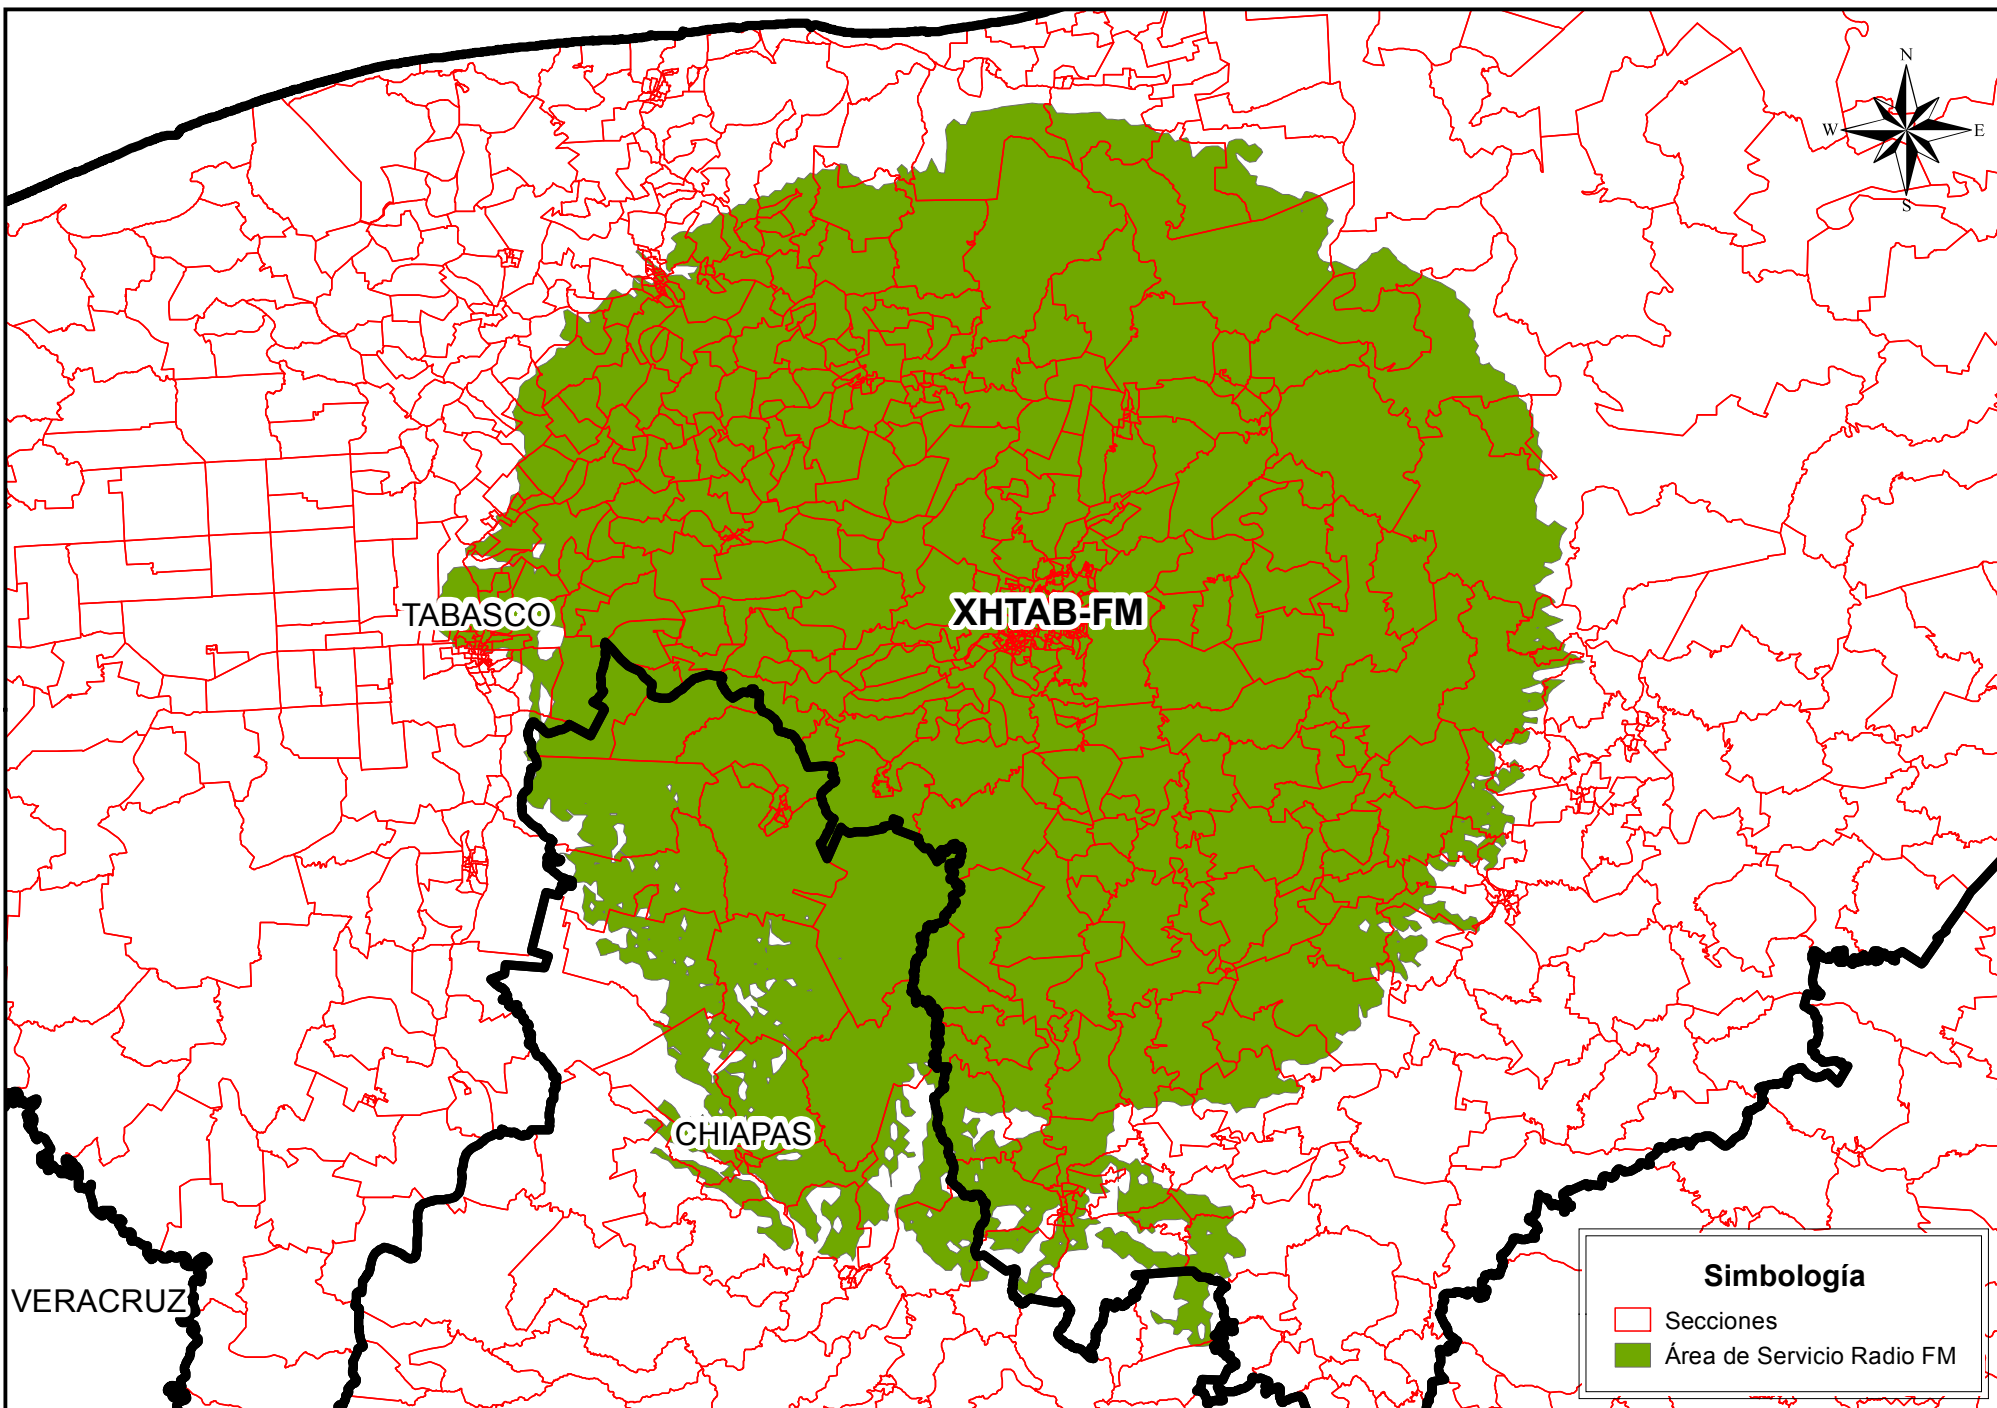 N
W E
S
TABASCO
XHTAB-FM
CHIAPAS
VERACRUZ
Simbología
Secciones
Área de Servicio Radio FM